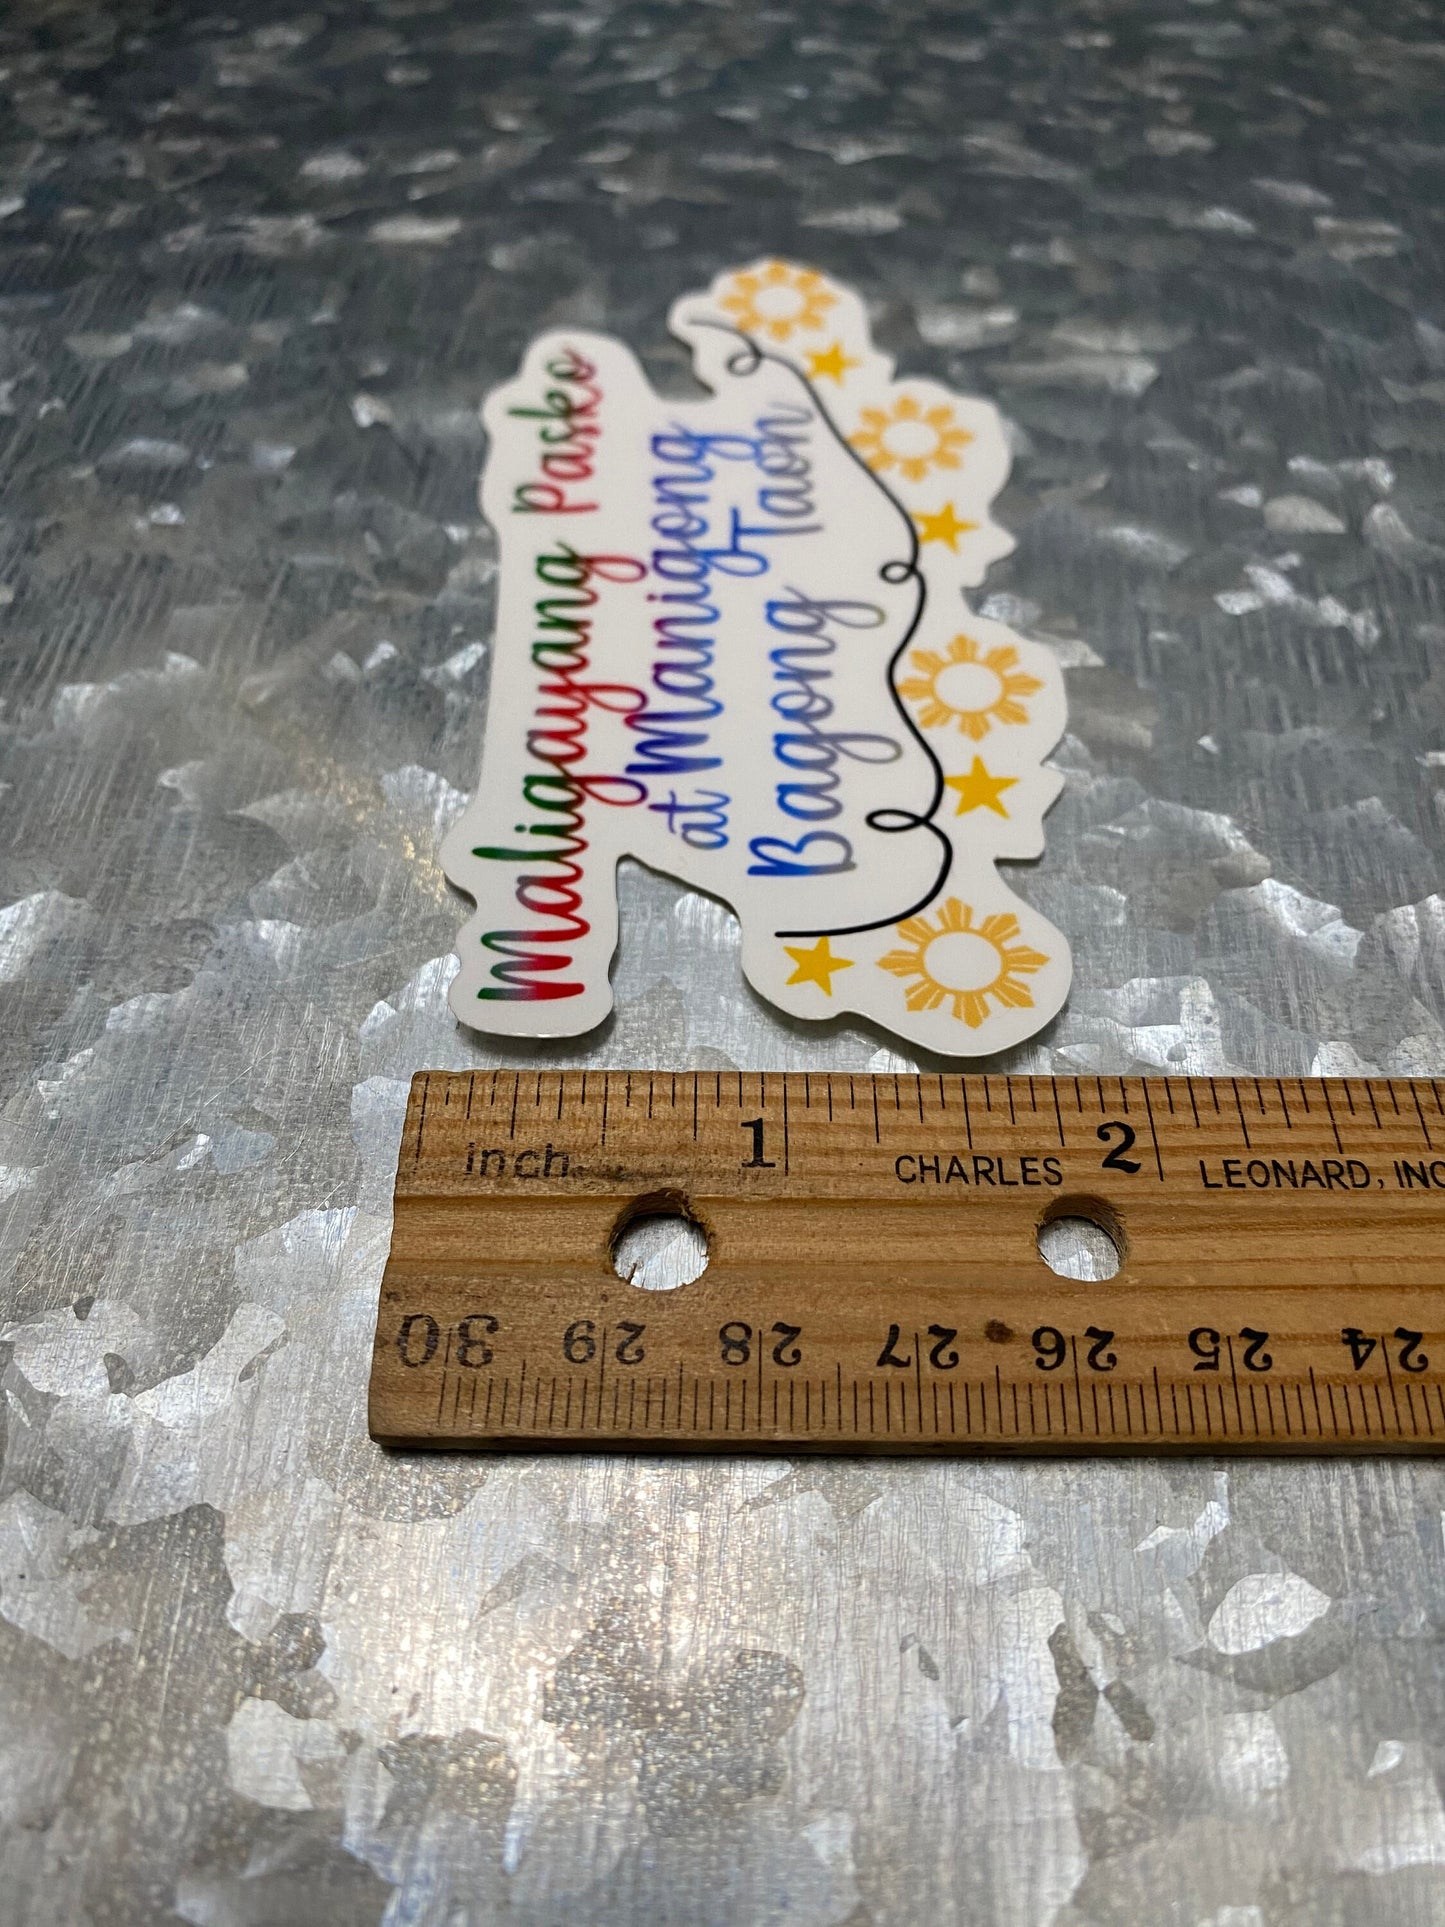 Maligayang Pasko
at Manigong
Bagong Taon
inch
1
2
CHARLES
LEONARD, INC
30 29 28 27 26 25 24